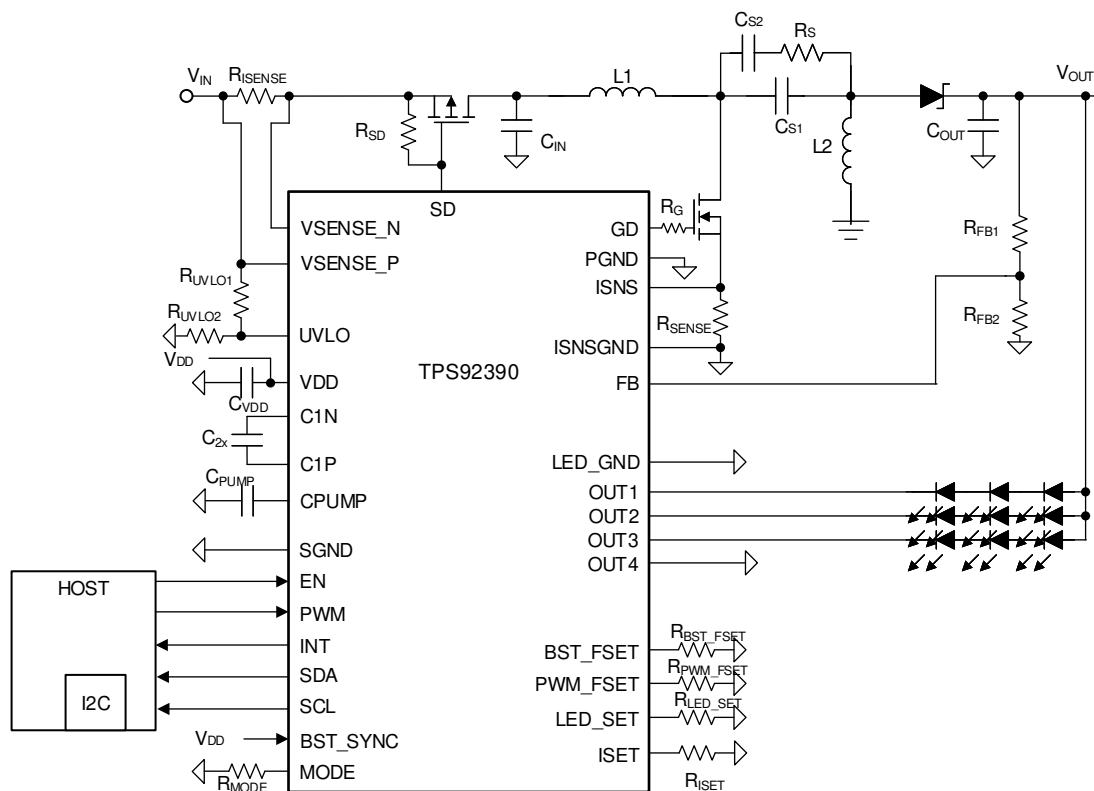 CS2
RS
VIN
RISENSE
L1
VOUT
RSD
CIN
CS1
L2
COUT
SD
RG
VSENSE_N
GD
RFB1
VSENSE_P
PGND
RUVLO1
ISNS
RUVLO2
RSENSE
RFB2
UVLO
ISNSGND
VDD
TPS92390
VDD
FB
CVDD
C1N
C2x
C1P
LED_GND
CPUMP
CPUMP
OUT1
OUT2
OUT3
SGND
OUT4
HOST
EN
PWM
INT
BST_FSET
RBST_FSET
SDA
PWM_FSET
RPWM_FSET
I2C
SCL
LED_SET
RLED_SET
VDD
BST_SYNC
ISET
MODE
RMODE
RISET